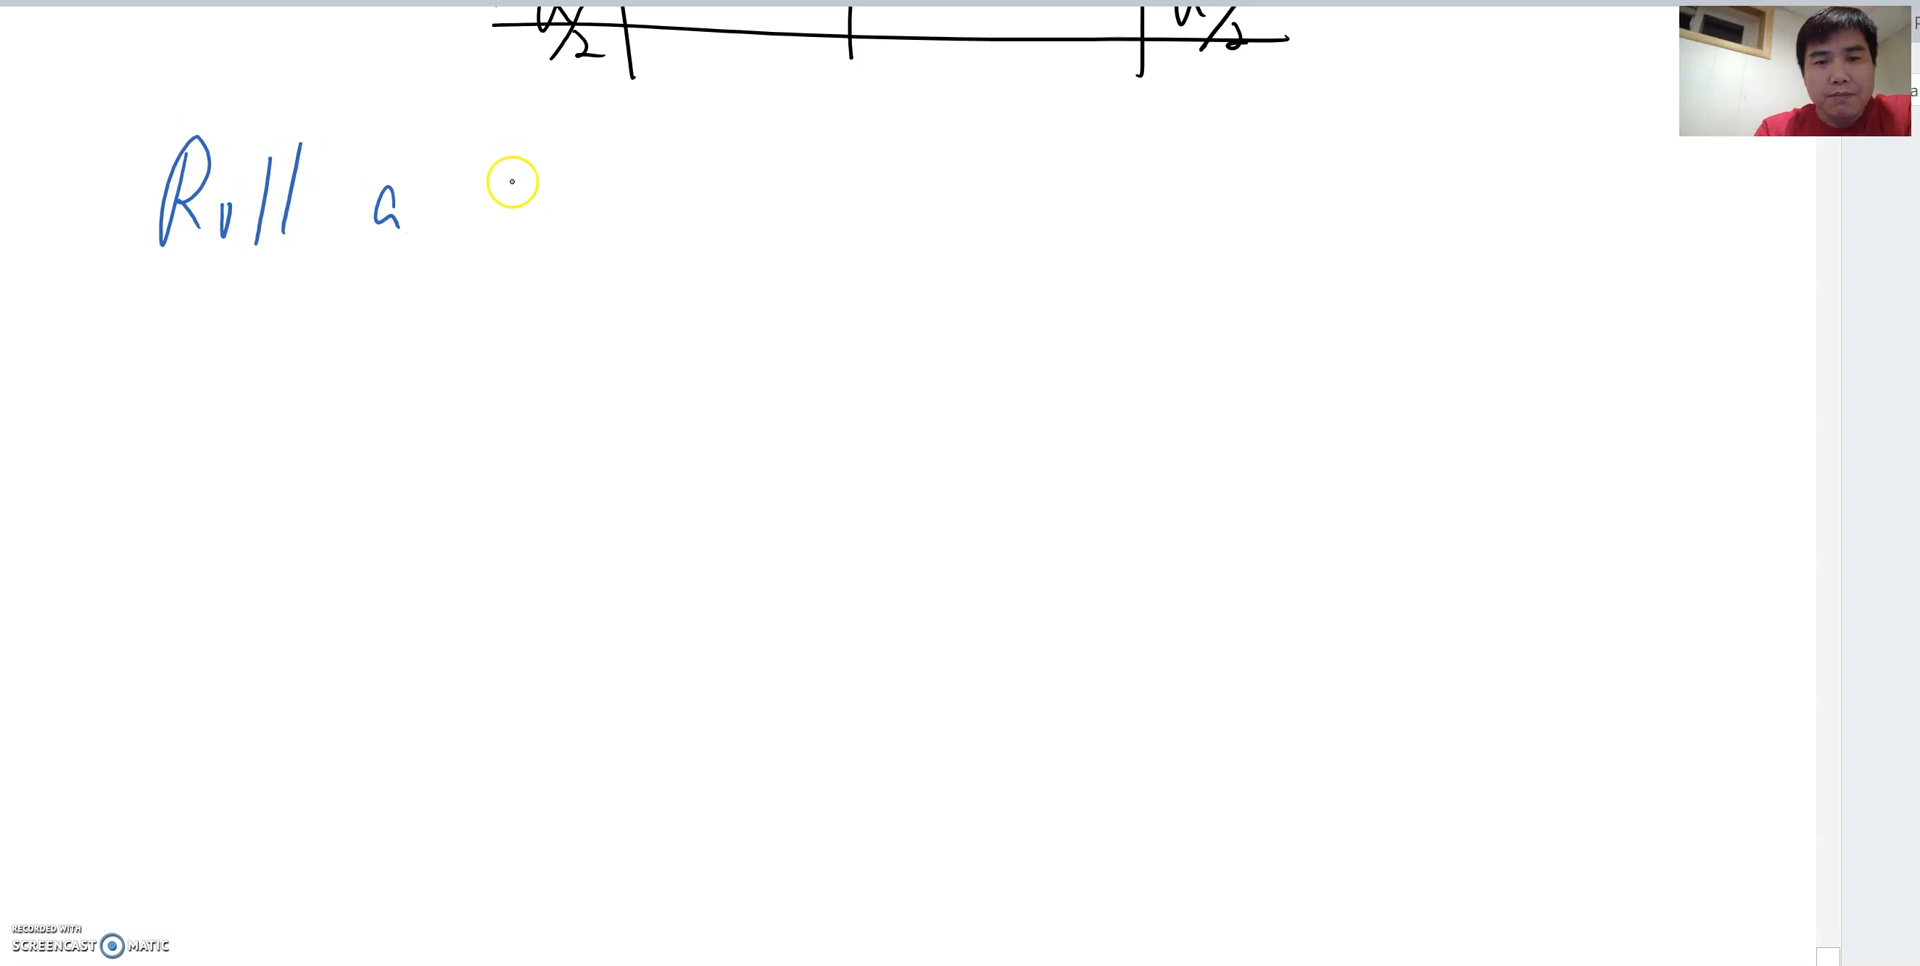 α/2 α/2
Roll a
RECORDED WITH
SCREENCAST MATIC